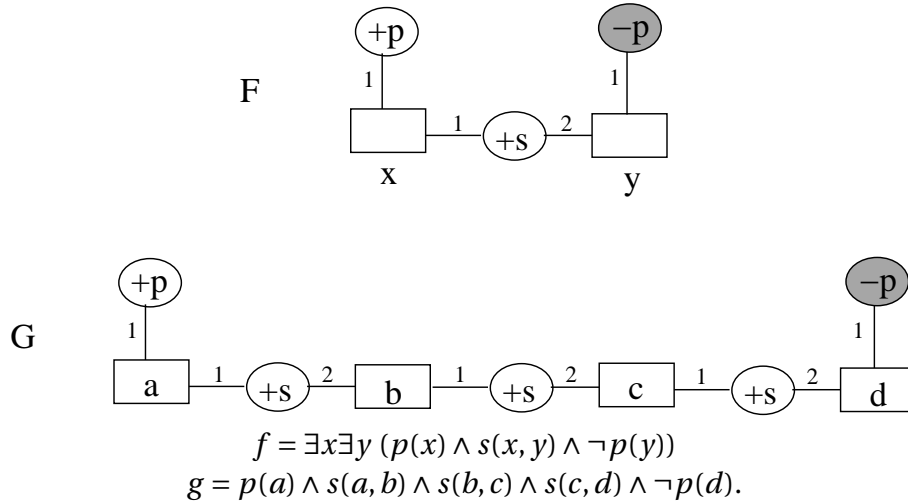 +p −p
1 1
F
1 +s 2
x y
+p −p
1 1
G
a 1 +s 2 b 1 +s 2 c 1 +s 2 d
f = ∃x∃y (p(x) ∧ s(x, y) ∧ ¬p(y))
g = p(a) ∧ s(a, b) ∧ s(b, c) ∧ s(c, d) ∧ ¬p(d).